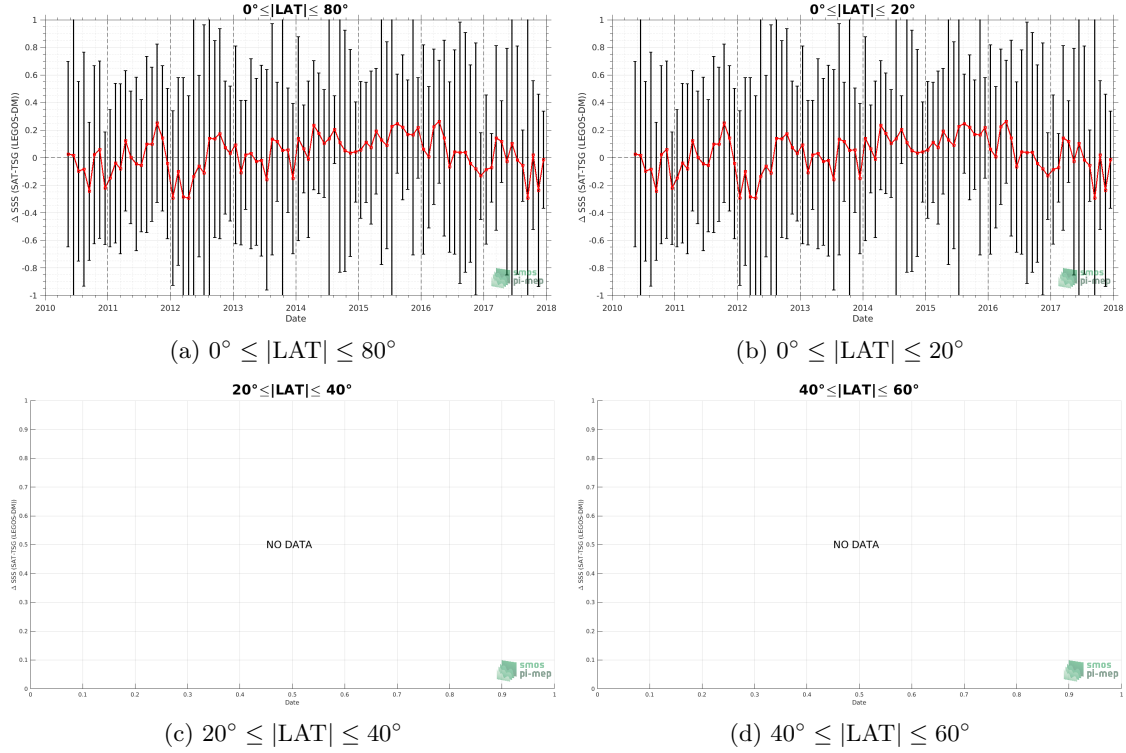 0°≤|LAT|≤ 80°
Δ SSS (SAT-TSG (LEGOS-DM))
1
0.8
0.6
0.4
0.2
0
-0.2
-0.4
-0.6
-0.8
-1
2010 2011 2012 2013 2014 2015 2016 2017 2018
Date
smos
pi-mep
(a) 0° ≤ |LAT| ≤ 80°
0°≤|LAT|≤ 20°
Δ SSS (SAT-TSG (LEGOS-DM))
1
0.8
0.6
0.4
0.2
0
-0.2
-0.4
-0.6
-0.8
-1
2010 2011 2012 2013 2014 2015 2016 2017 2018
Date
smos
pi-mep
(b) 0° ≤ |LAT| ≤ 20°
20°≤|LAT|≤ 40°
Δ SSS (SAT-TSG (LEGOS-DM))
1
0.9
0.8
0.7
0.6
0.5
0.4
0.3
0.2
0.1
0
NO DATA
0 0.1 0.2 0.3 0.4 0.5 0.6 0.7 0.8 0.9 1
Date
smos
pi-mep
(c) 20° ≤ |LAT| ≤ 40°
40°≤|LAT|≤ 60°
Δ SSS (SAT-TSG (LEGOS-DM))
1
0.9
0.8
0.7
0.6
0.5
0.4
0.3
0.2
0.1
0
NO DATA
0 0.1 0.2 0.3 0.4 0.5 0.6 0.7 0.8 0.9 1
Date
smos
pi-mep
(d) 40° ≤ |LAT| ≤ 60°